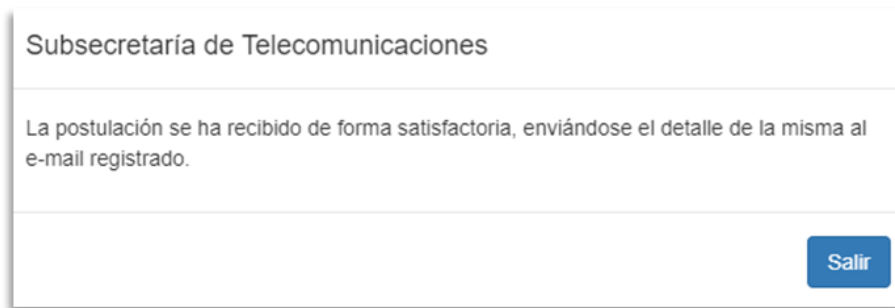 Subsecretaría de Telecomunicaciones
La postulación se ha recibido de forma satisfactoria, enviándose el detalle de la misma al
e-mail registrado.
Salir